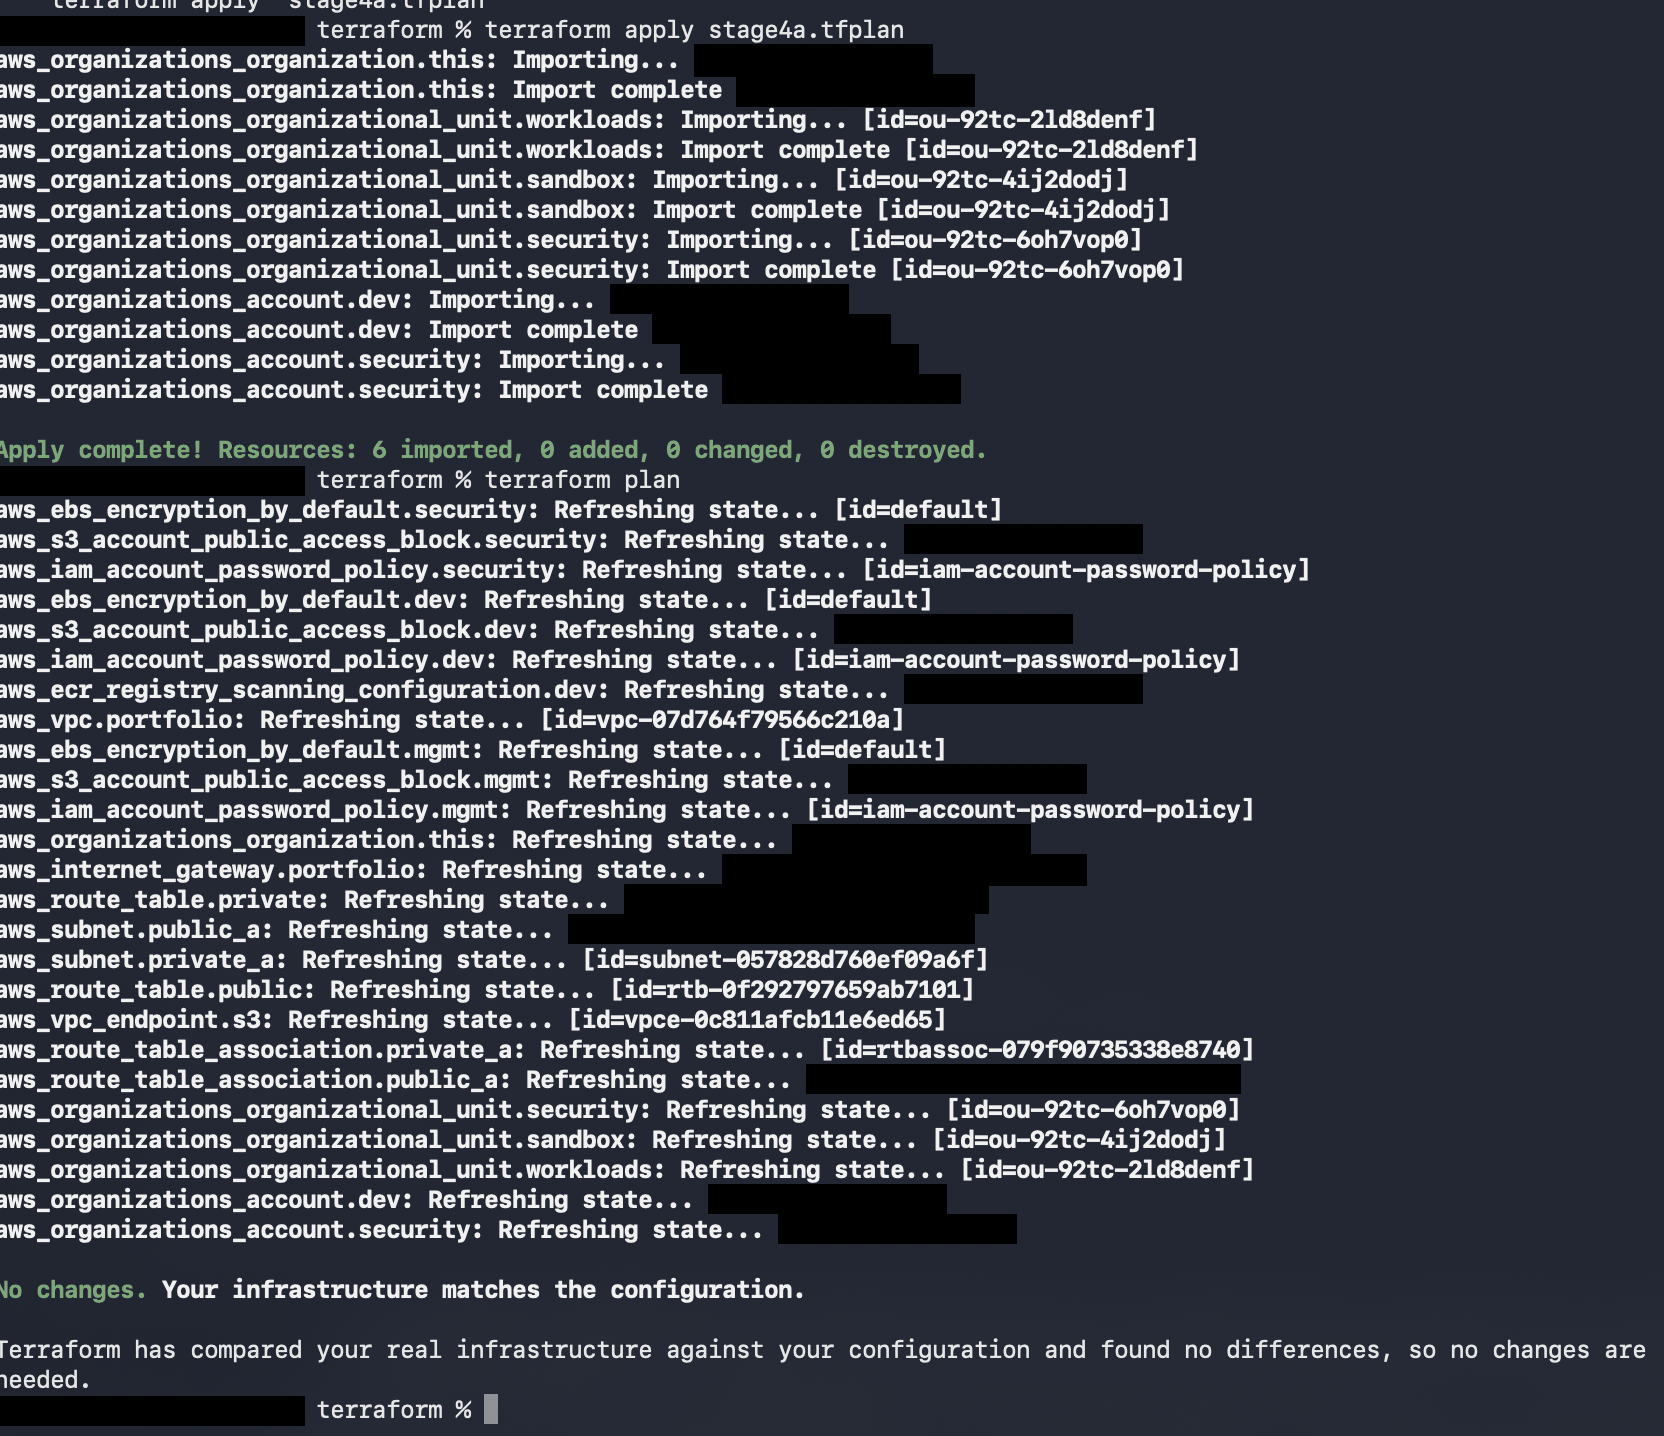 terraform apply "stage4a.tfplan"
terraform % terraform apply stage4a.tfplan
aws_organizations_organization.this: Importing...
aws_organizations_organization.this: Import complete
aws_organizations_organizational_unit.workloads: Importing... [id=ou-92tc-2ld8denf]
aws_organizations_organizational_unit.workloads: Import complete [id=ou-92tc-2ld8denf]
aws_organizations_organizational_unit.sandbox: Importing... [id=ou-92tc-4ij2dodj]
aws_organizations_organizational_unit.sandbox: Import complete [id=ou-92tc-4ij2dodj]
aws_organizations_organizational_unit.security: Importing... [id=ou-92tc-6oh7vop0]
aws_organizations_organizational_unit.security: Import complete [id=ou-92tc-6oh7vop0]
aws_organizations_account.dev: Importing...
aws_organizations_account.dev: Import complete
aws_organizations_account.security: Importing...
aws_organizations_account.security: Import complete
Apply complete! Resources: 6 imported, 0 added, 0 changed, 0 destroyed.
terraform % terraform plan
aws_ebs_encryption_by_default.security: Refreshing state... [id=default]
aws_s3_account_public_access_block.security: Refreshing state...
aws_iam_account_password_policy.security: Refreshing state... [id=iam-account-password-policy]
aws_ebs_encryption_by_default.dev: Refreshing state... [id=default]
aws_s3_account_public_access_block.dev: Refreshing state...
aws_iam_account_password_policy.dev: Refreshing state... [id=iam-account-password-policy]
aws_ecr_registry_scanning_configuration.dev: Refreshing state...
aws_vpc.portfolio: Refreshing state... [id=vpc-07d764f79566c210a]
aws_ebs_encryption_by_default.mgmt: Refreshing state... [id=default]
aws_s3_account_public_access_block.mgmt: Refreshing state...
aws_iam_account_password_policy.mgmt: Refreshing state... [id=iam-account-password-policy]
aws_organizations_organization.this: Refreshing state...
aws_internet_gateway.portfolio: Refreshing state...
aws_route_table.private: Refreshing state...
aws_subnet.public_a: Refreshing state...
aws_subnet.private_a: Refreshing state... [id=subnet-057828d760ef09a6f]
aws_route_table.public: Refreshing state... [id=rtb-0f292797659ab7101]
aws_vpc_endpoint.s3: Refreshing state... [id=vpce-0c811afcb11e6ed65]
aws_route_table_association.private_a: Refreshing state... [id=rtbassoc-079f90735338e8740]
aws_route_table_association.public_a: Refreshing state...
aws_organizations_organizational_unit.security: Refreshing state... [id=ou-92tc-6oh7vop0]
aws_organizations_organizational_unit.sandbox: Refreshing state... [id=ou-92tc-4ij2dodj]
aws_organizations_organizational_unit.workloads: Refreshing state... [id=ou-92tc-2ld8denf]
aws_organizations_account.dev: Refreshing state...
aws_organizations_account.security: Refreshing state...
No changes. Your infrastructure matches the configuration.
Terraform has compared your real infrastructure against your configuration and found no differences, so no changes are
needed.
terraform %